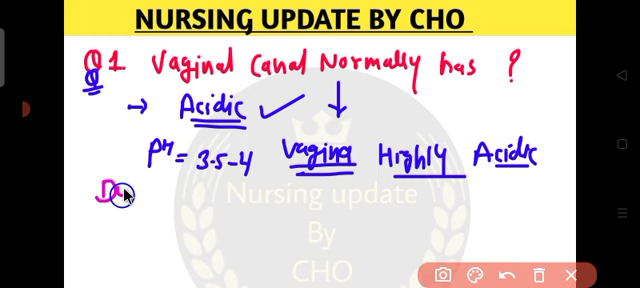 NURSING UPDATE BY CHO
Q1 Vaginal Canal Normally has ?
→ Acidic ✓
pH = 3.5-4 Vagina Highly Acidic
Nursing update
By
CHO